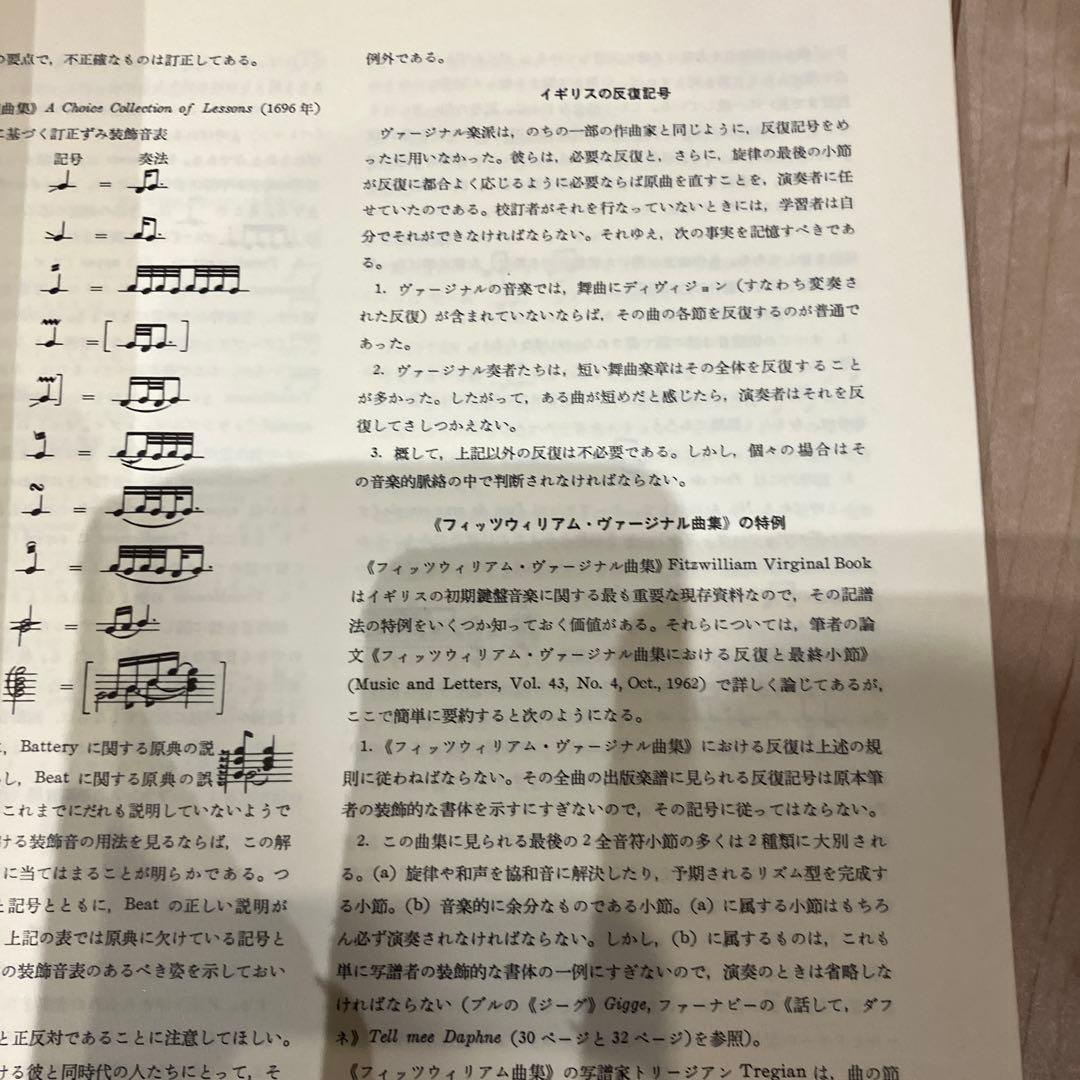 の要点で，不正確なものは訂正してある。
曲集》A Choice Collection of Lessons (1696年)
に基づく訂正ずみ装飾音表
記号 奏法
，Battery に関する原典の説
し，Beat に関する原典の誤
これまでにだれも説明していないようで
ける装飾音の用法を見るならば，この解
に当てはまることが明らかである。つ
と記号とともに，Beat の正しい説明が
上記の表では原典に欠けている記号と
の装飾音表のあるべき姿を示しておい
と正反対であることに注意してほしい。
ける彼と同時代の人たちにとって，そ
例外である。
イギリスの反復記号
ヴァージナル楽派は，のちの一部の作曲家と同じように，反復記号をめ
ったに用いなかった。彼らは，必要な反復と，さらに，旋律の最後の小節
が反復に都合よく応じるように必要ならば原曲を直すことを，演奏者に任
せていたのである。校訂者がそれを行なっていないときには，学習者は自
分でそれができなければならない。それゆえ，次の事実を記憶すべきであ
る。
1. ヴァージナルの音楽では，舞曲にディヴィジョン（すなわち変奏さ
れた反復）が含まれていないならば，その曲の各節を反復するのが普通で
あった。
2. ヴァージナル奏者たちは，短い舞曲楽章はその全体を反復すること
が多かった。したがって，ある曲が短めだと感じたら，演奏者はそれを反
復してさしつかえない。
3. 概して，上記以外の反復は不必要である。しかし，個々の場合はそ
の音楽的脈絡の中で判断されなければならない。
《フィッツウィリアム・ヴァージナル曲集》の特例
《フィッツウィリアム・ヴァージナル曲集》Fitzwilliam Virginal Book
はイギリスの初期鍵盤音楽に関する最も重要な現存資料なので，その記譜
法の特例をいくつか知っておく価値がある。それらについては，筆者の論
文《フィッツウィリアム・ヴァージナル曲集における反復と最終小節》
(Music and Letters, Vol. 43, No. 4, Oct., 1962) で詳しく論じてあるが，
ここで簡単に要約すると次のようになる。
1.《フィッツウィリアム・ヴァージナル曲集》における反復は上述の規
則に従わねばならない。その全曲の出版楽譜に見られる反復記号は原本筆
者の装飾的な書体を示すにすぎないので，その記号に従ってはならない。
2. この曲集に見られる最後の2全音符小節の多くは2種類に大別され
る。(a) 旋律や和声を協和音に解決したり，予期されるリズム型を完成す
る小節。(b) 音楽的に余分なものである小節。(a) に属する小節はもちろ
ん必ず演奏されなければならない。しかし，(b) に属するものは，これも
単に写譜者の装飾的な書体の一例にすぎないので，演奏のときは省略しな
ければならない（ブルの《ジーグ》Gigge, ファーナビーの《話して，ダフ
ネ》Tell mee Daphne (30ページと32ページ)を参照)。
《フィッツウィリアム曲集》の写譜家トリージアン Tregian は，曲の節